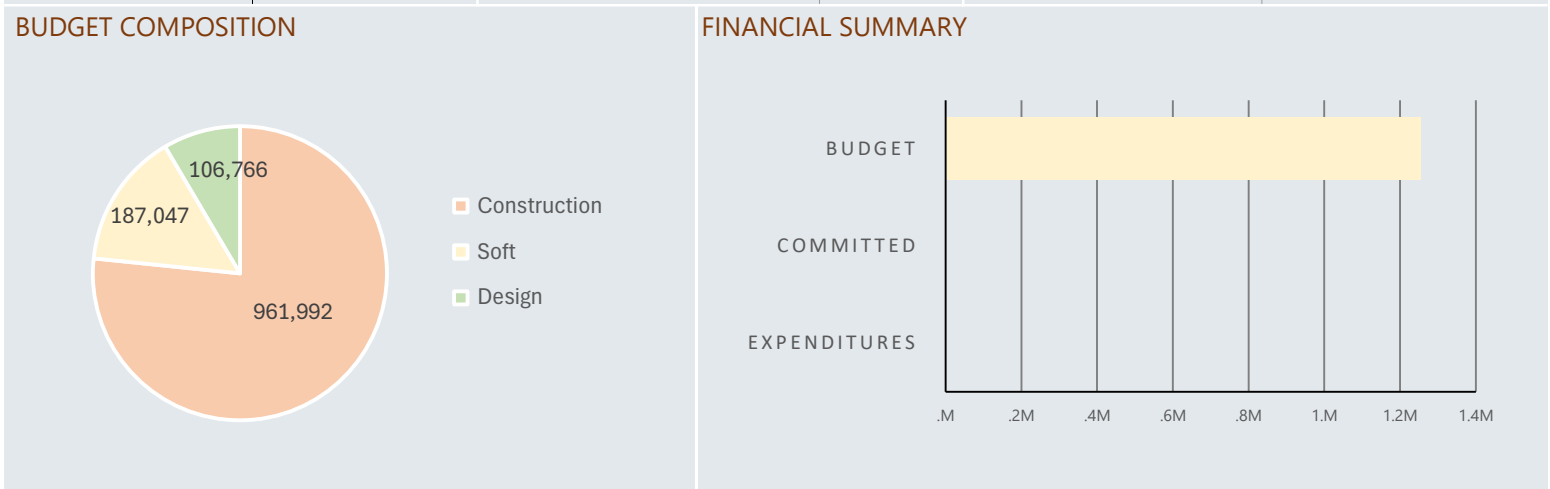 BUDGET COMPOSITION
106,766
187,047
961,992
Construction
Soft
Design
FINANCIAL SUMMARY
BUDGET
COMMITTED
EXPENDITURES
.M .2M .4M .6M .8M 1.M 1.2M 1.4M